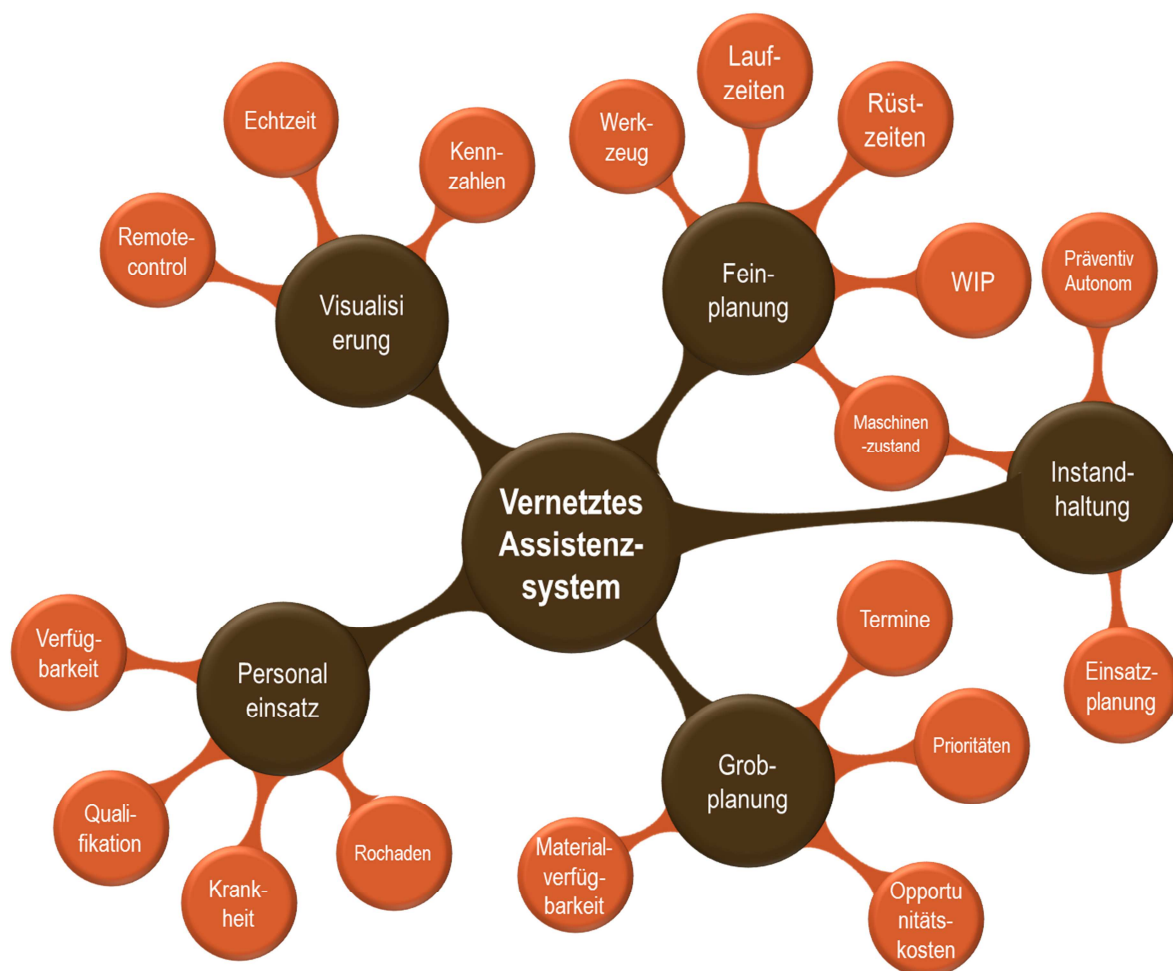 Lauf-
zeiten
Echtzeit
Werk-
zeug
Rüst-
zeiten
Kenn-
zahlen
Remote-
control
Präventiv
Autonom
Fein-
planung
WIP
Visualisi
erung
Maschinen
-zustand
Instand-
haltung
Vernetztes
Assistenz-
system
Termine
Verfüg-
barkeit
Personal
einsatz
Einsatz-
planung
Prioritäten
Grob-
planung
Quali-
fikation
Rochaden
Krank-
heit
Material-
verfüg-
barkeit
Opportu
nitäts-
kosten